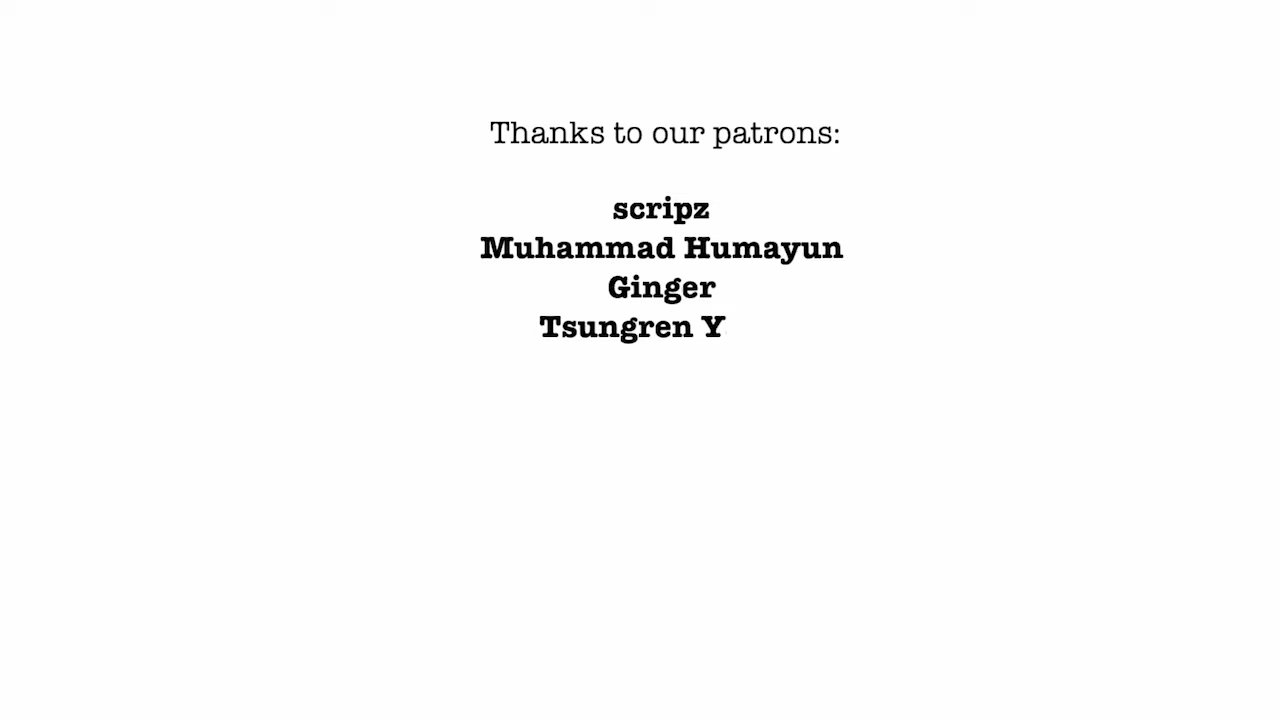 Thanks to our patrons:
scripz
Muhammad Humayun
Ginger
Tsungren Y